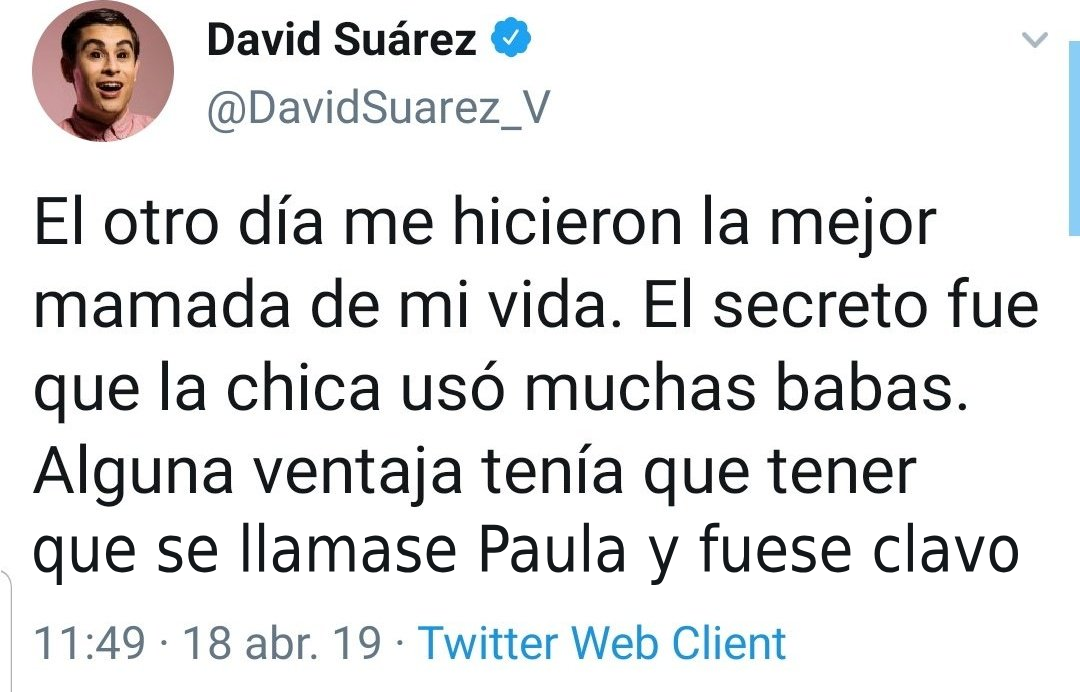 David Suárez
@DavidSuarez_V
El otro día me hicieron la mejor
mamada de mi vida. El secreto fue
que la chica usó muchas babas.
Alguna ventaja tenía que tener
que se llamase Paula y fuese clavo
11:49 · 18 abr. 19 · Twitter Web Client